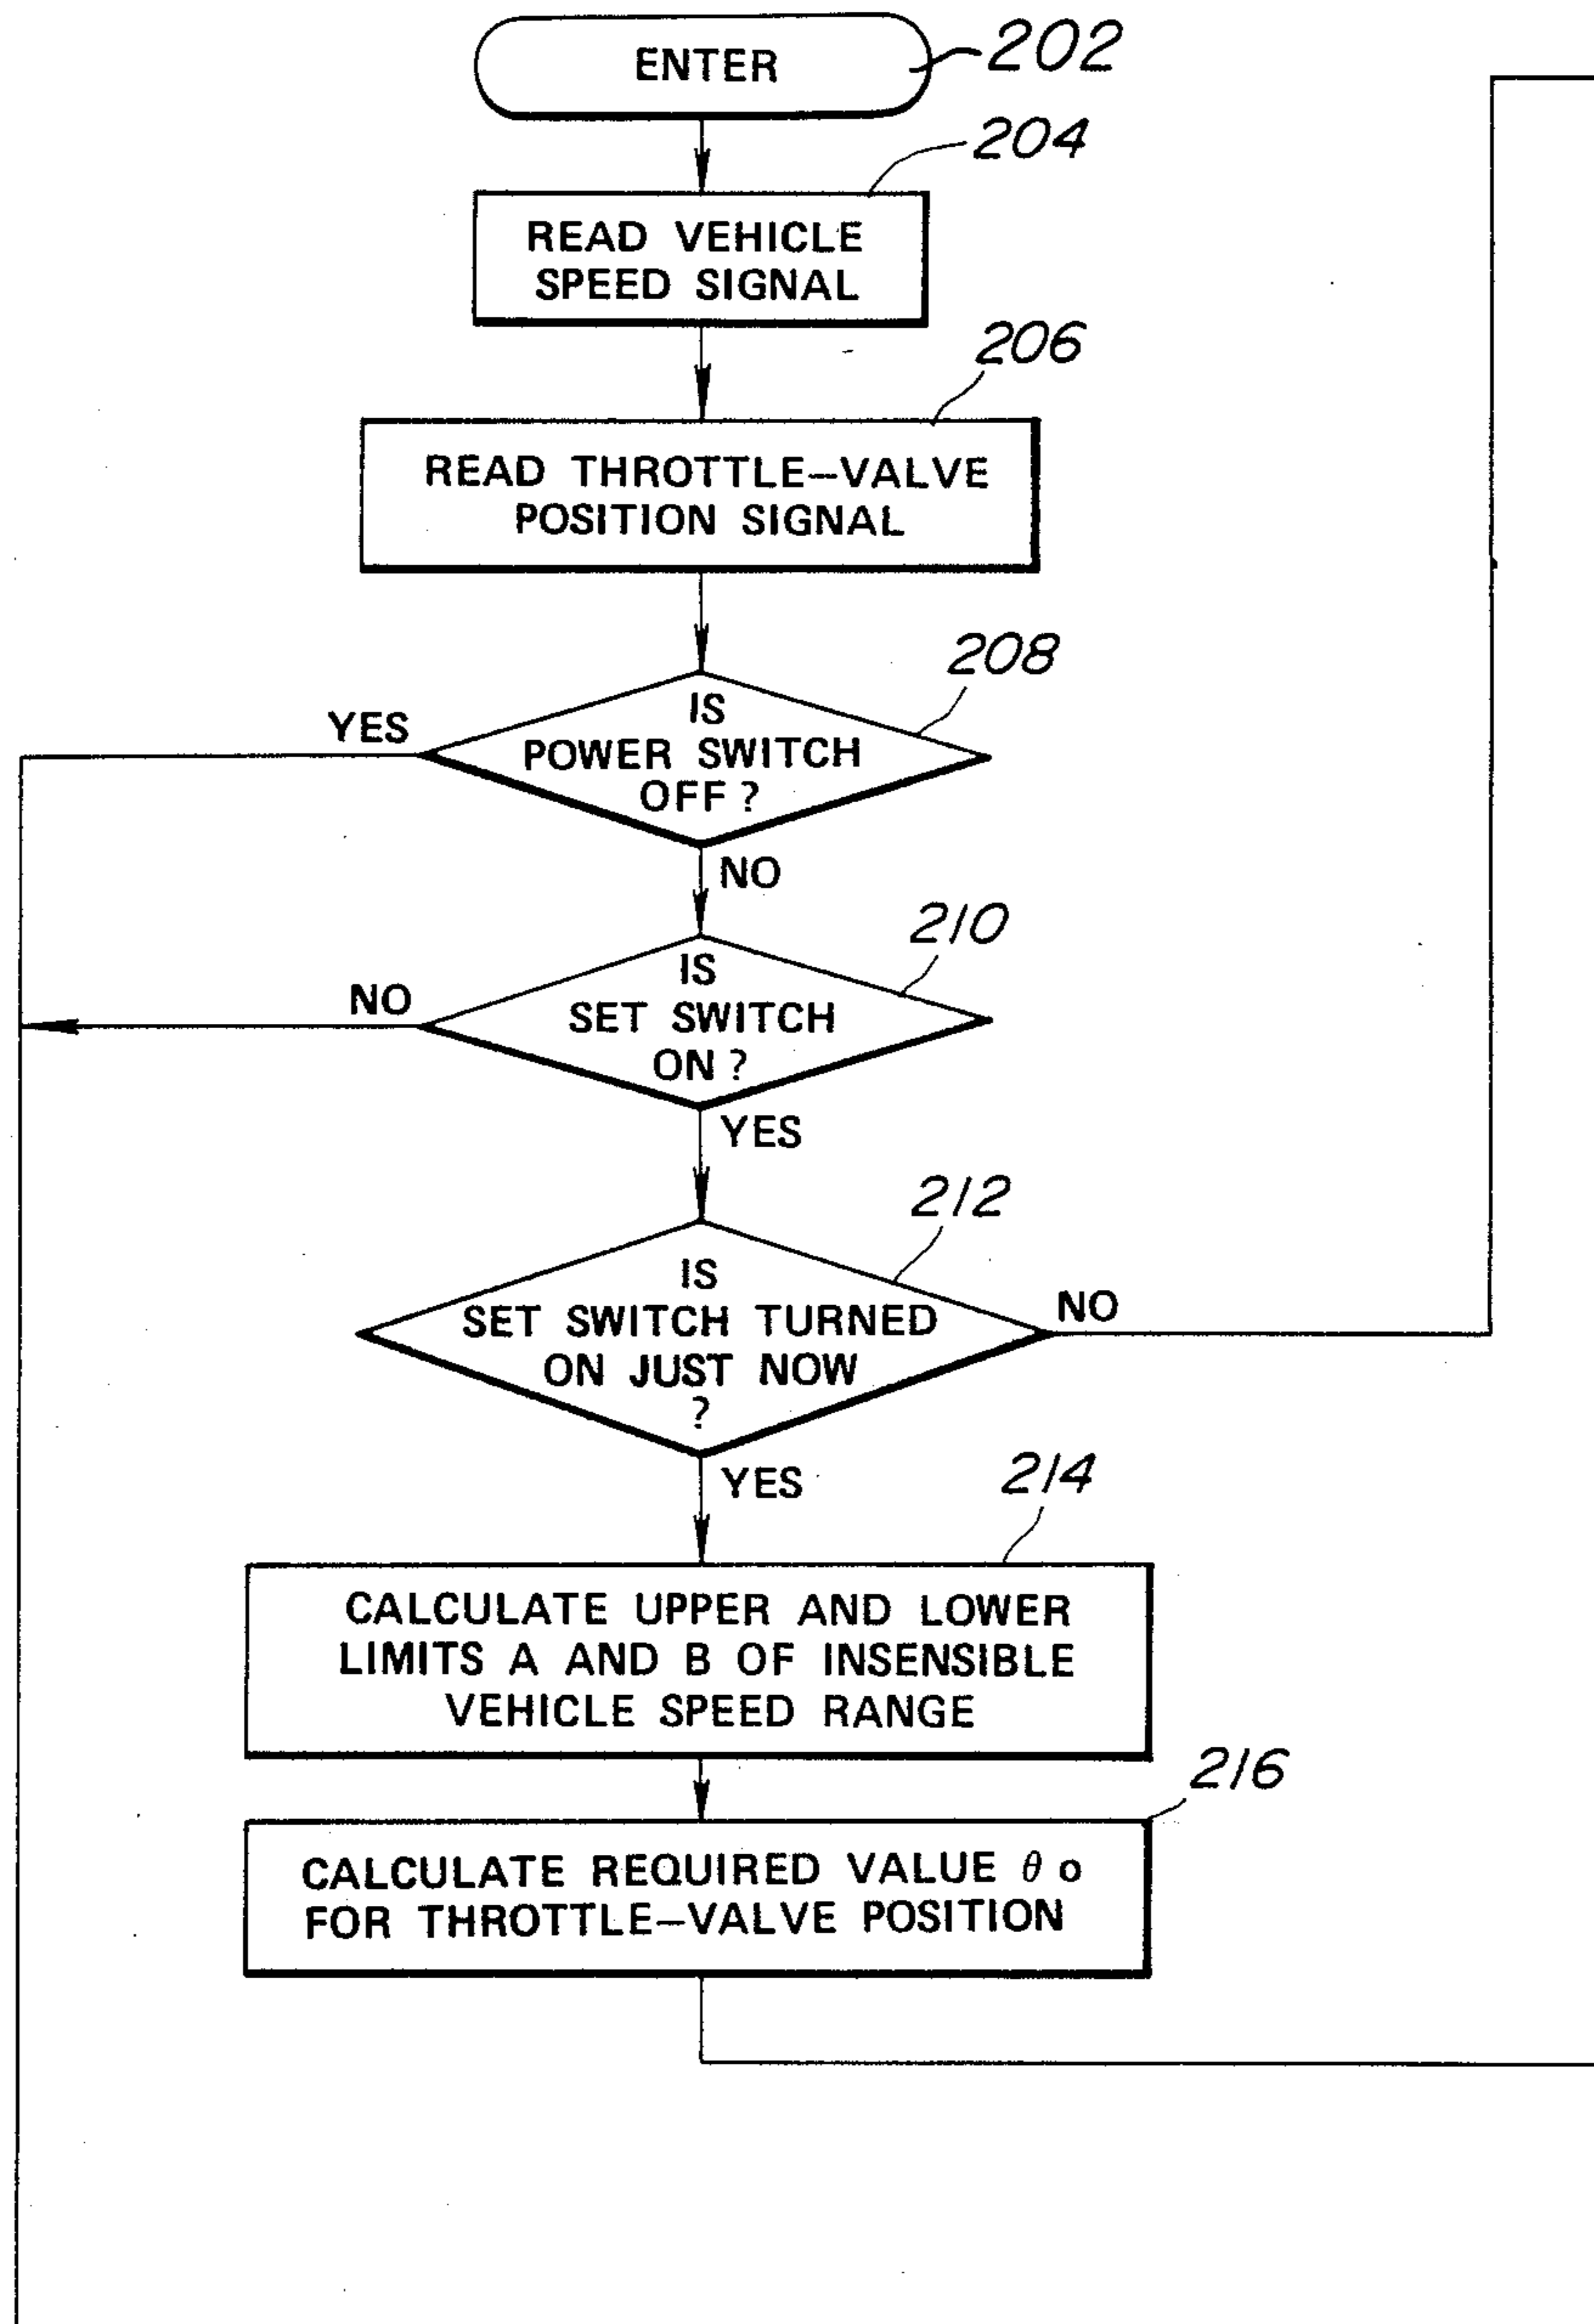 ENTER
202
204
READ VEHICLE
SPEED SIGNAL
206
READ THROTTLE–VALVE
POSITION SIGNAL
208
IS
POWER SWITCH
OFF ?
YES
NO
210
IS
SET SWITCH
ON ?
NO
YES
212
IS
SET SWITCH TURNED
ON JUST NOW
?
NO
YES
214
CALCULATE UPPER AND LOWER
LIMITS A AND B OF INSENSIBLE
VEHICLE SPEED RANGE
216
CALCULATE REQUIRED VALUE θ o
FOR THROTTLE–VALVE POSITION